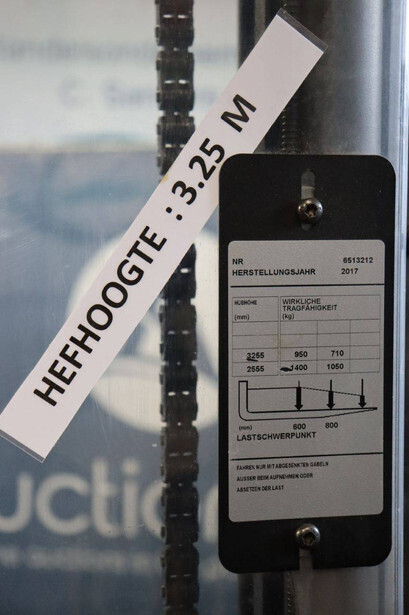 HEFHOOGTE : 3.25 M
NR 6513212
HERSTELLUNGSJAHR 2017
HUBHÖHE WIRKLICHE
TRAGFÄHIGKEIT
(mm) (kg)
3255 950 710
2555 1400 1050
(mm) 600 800
LASTSCHWERPUNKT
FAHREN NUR MIT ABGESENKTEN GABELN
AUSSER BEIM AUFNEHMEN ODER
ABSETZEN DER LAST
uction